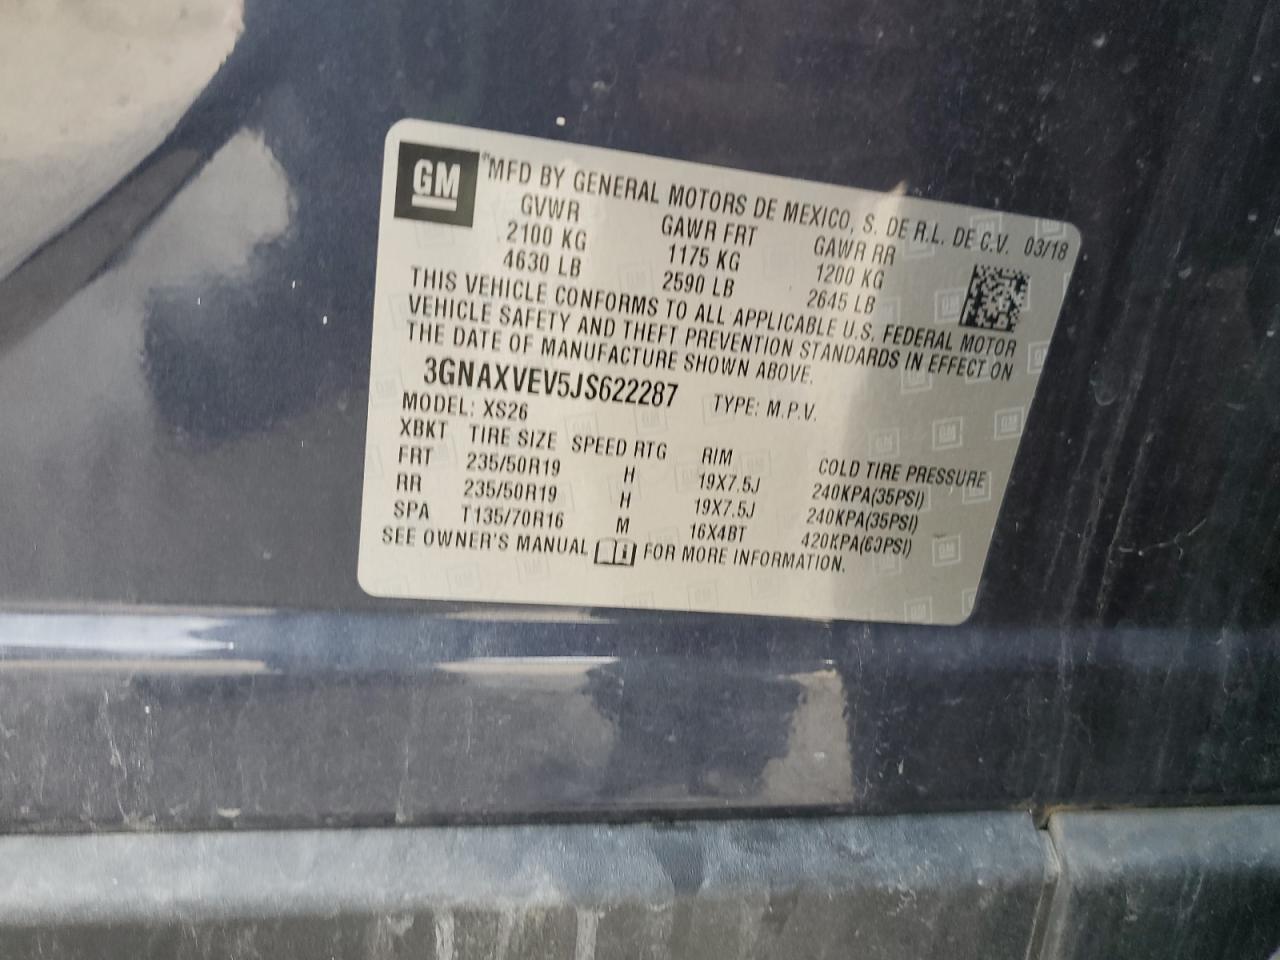 GM
MFD BY GENERAL MOTORS DE MEXICO, S. DE R.L. DE C.V. 03/18
GVWR GAWR FRT GAWR RR
2100 KG 1175 KG 1200 KG
4630 LB 2590 LB 2645 LB
THIS VEHICLE CONFORMS TO ALL APPLICABLE U.S. FEDERAL MOTOR
VEHICLE SAFETY AND THEFT PREVENTION STANDARDS IN EFFECT ON
THE DATE OF MANUFACTURE SHOWN ABOVE.
3GNAXVEV5JS622287 TYPE: M.P.V.
MODEL: XS26
XBKT TIRE SIZE SPEED RTG RIM COLD TIRE PRESSURE
FRT 235/50R19 H 19X7.5J 240KPA(35PSI)
RR 235/50R19 H 19X7.5J 240KPA(35PSI)
SPA T135/70R16 M 16X4BT 420KPA(60PSI)
SEE OWNER'S MANUAL FOR MORE INFORMATION.